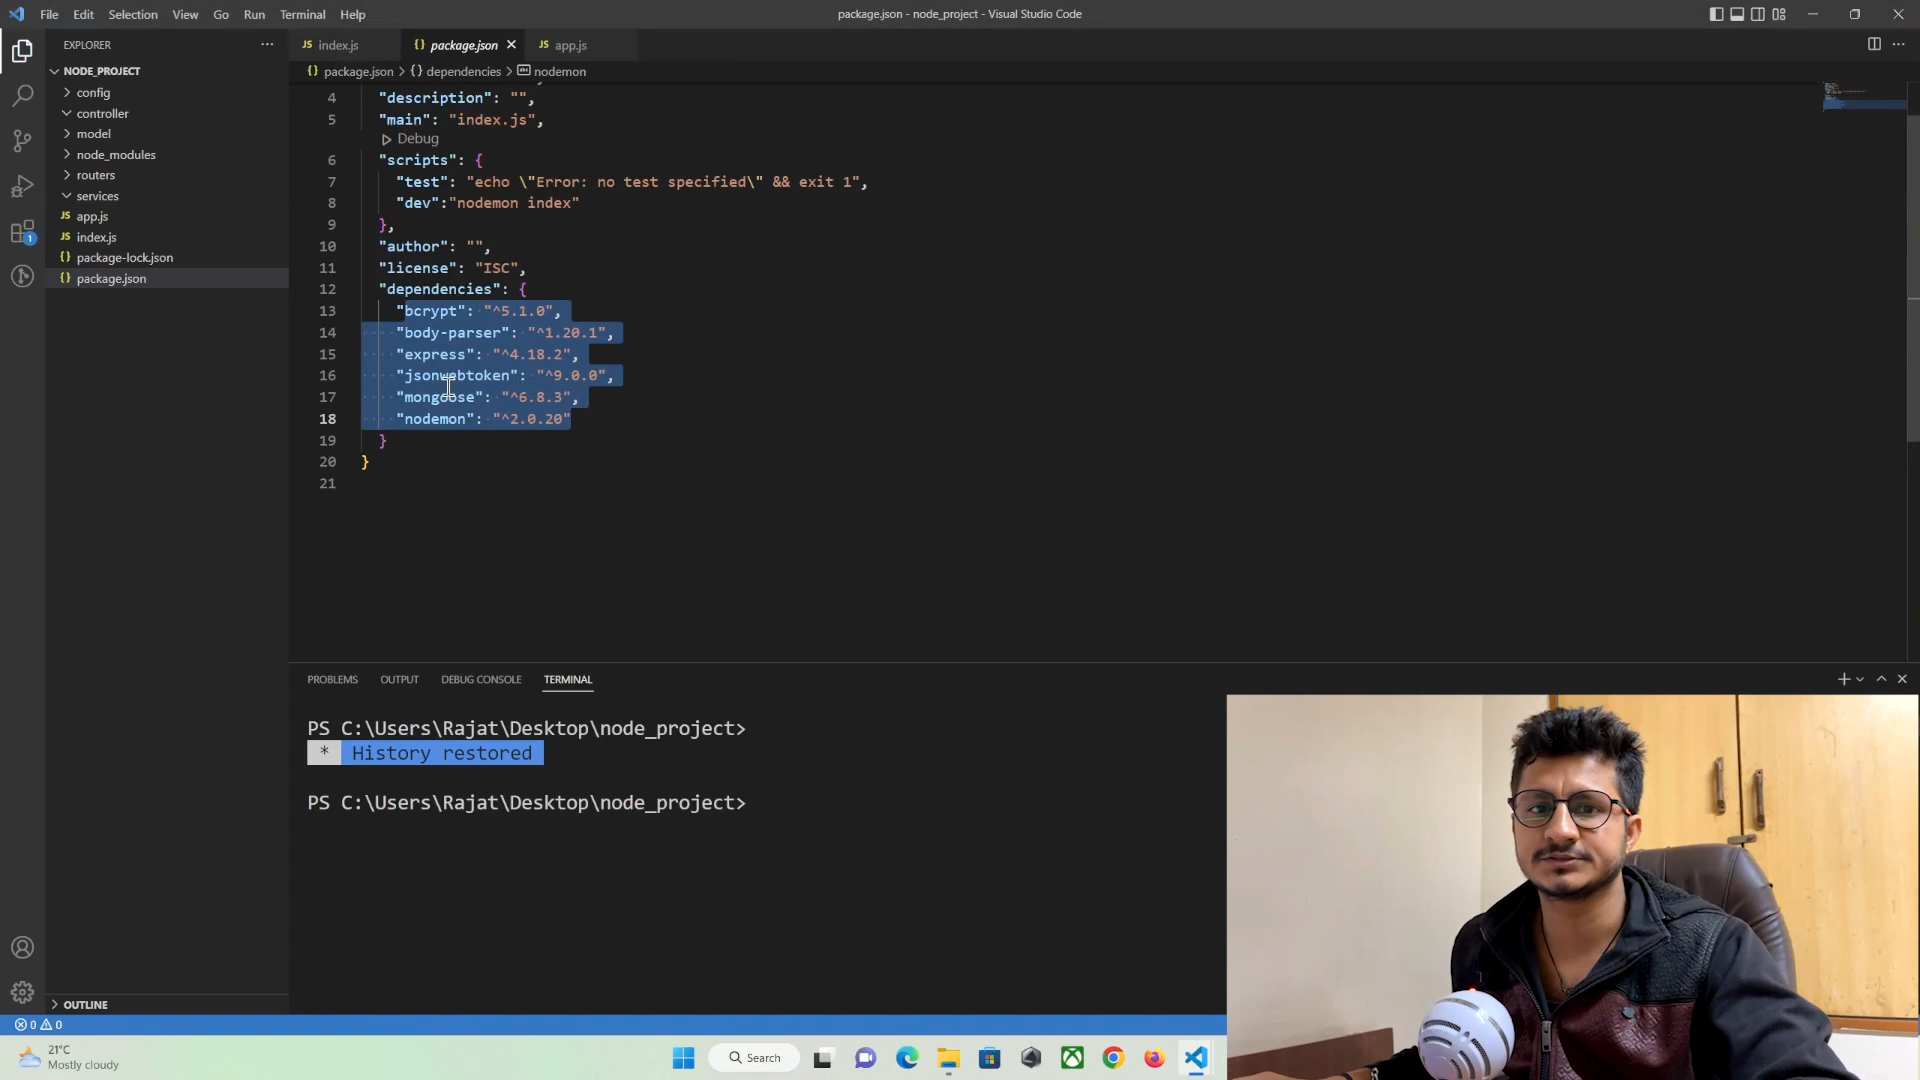 File Edit Selection View Go Run Terminal Help
package.json - node_project - Visual Studio Code
EXPLORER
NODE_PROJECT
config
controller
model
node_modules
routers
services
JS app.js
JS index.js
{} package-lock.json
{} package.json
OUTLINE
JS index.js
{} package.json
JS app.js
{} package.json > {} dependencies > abc nodemon
4 "description": "",
5 "main": "index.js",
Debug
6 "scripts": {
7 "test": "echo \"Error: no test specified\" && exit 1",
8 "dev":"nodemon index"
9 },
10 "author": "",
11 "license": "ISC",
12 "dependencies": {
13 "bcrypt": "^5.1.0",
14 "body-parser": "^1.20.1",
15 "express": "^4.18.2",
16 "jsonwebtoken": "^9.0.0",
17 "mongoose": "^6.8.3",
18 "nodemon": "^2.0.20"
19 }
20 }
21
PROBLEMS OUTPUT DEBUG CONSOLE TERMINAL
PS C:\Users\Rajat\Desktop\node_project>
* History restored
PS C:\Users\Rajat\Desktop\node_project>
1
0 0
21°C
Mostly cloudy
Search